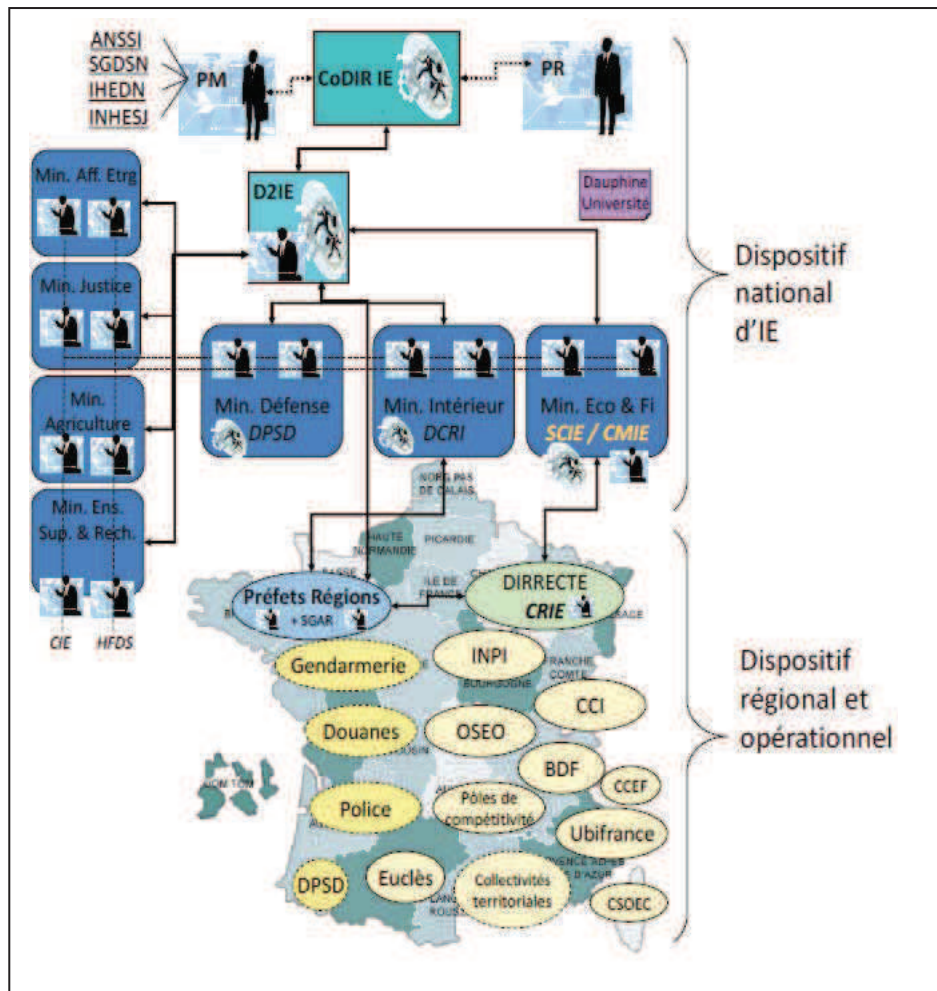 ANSSI
SGDSN
IHEDN
INHESJ
PM
CoDIR IE
PR
Min. Aff. Etrg
D2IE
Dauphine
Université
Dispositif
national
d'IE
Min. Justice
Min.
Agriculture
Min. Défense
DPSD
Min. Intérieur
DCRI
Min. Eco & Fi
SCIE / CMIE
Min. Ens.
Sup. & Rech.
CIE
HFDS
NORD PAS
DE CALAIS
HAUTE
NORMANDIE
PICARDIE
ILE DE
FRANCE
Préfets Régions
+ SGAR
DIRRECTE
CRIE
Gendarmerie
INPI
BOURGOGNE
FRANCHE
COMTE
CCI
Dispositif
régional et
opérationnel
Douanes
OSEO
BDF
CCEF
DOM TOM
Police
Pôles de
compétitivité
Ubifrance
DPSD
Euclès
Collectivités
territoriales
CSOEC